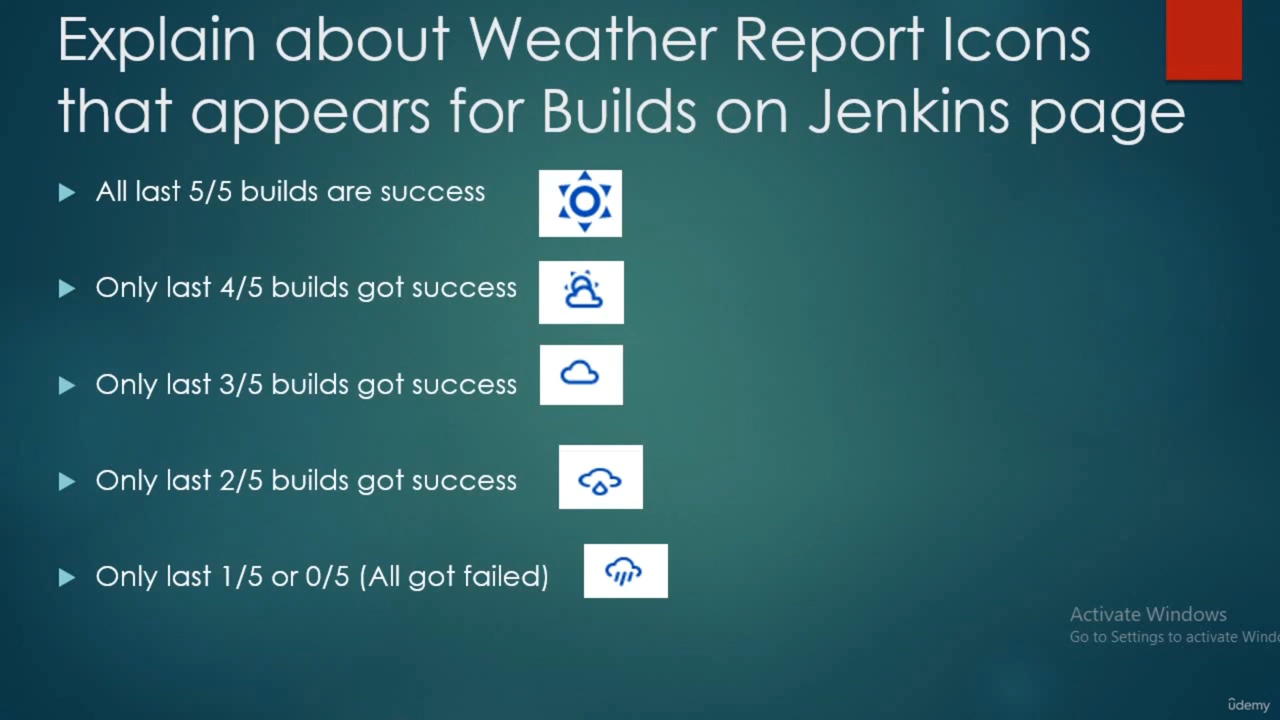 Explain about Weather Report Icons
that appears for Builds on Jenkins page
All last 5/5 builds are success
Only last 4/5 builds got success
Only last 3/5 builds got success
Only last 2/5 builds got success
Only last 1/5 or 0/5 (All got failed)
Activate Windows
Go to Settings to activate Windo
ûdemy